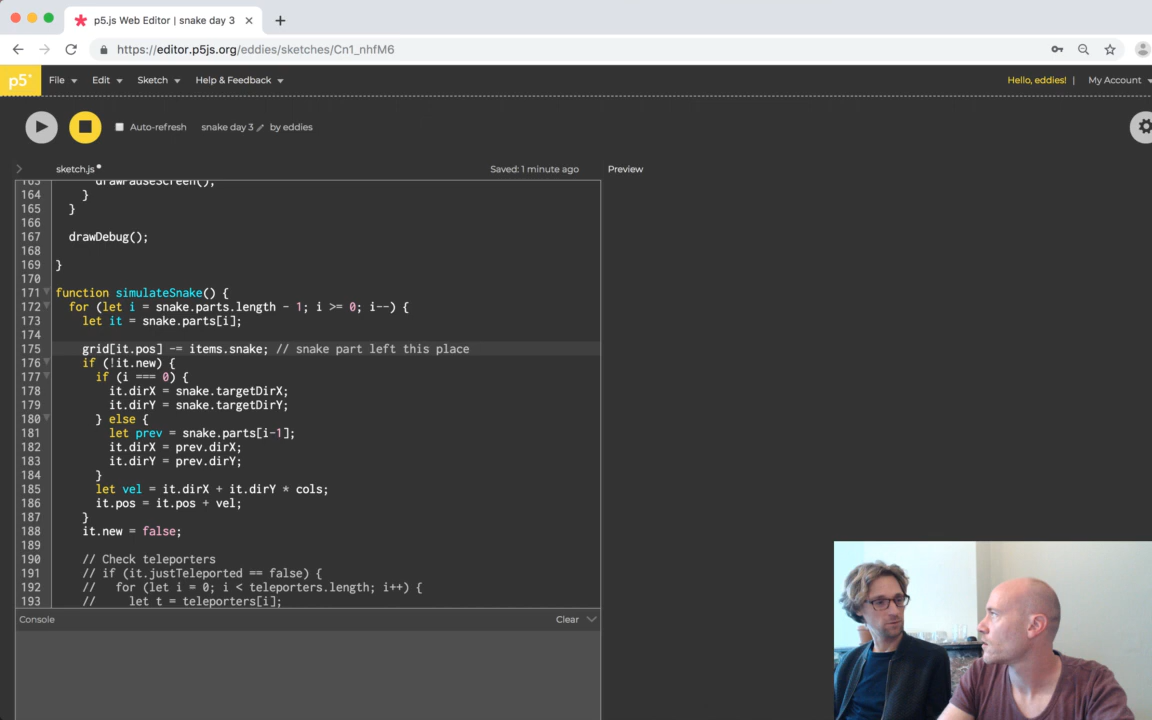 p5.js Web Editor | snake day 3
https://editor.p5js.org/eddies/sketches/Cn1_nhfM6
p5* File Edit Sketch Help & Feedback Hello, eddies! | My Account
Auto-refresh snake day 3 by eddies
sketch.js Saved: 1 minute ago Preview
163 drawPauseScreen();
164 }
165 }
166
167 drawDebug();
168
169 }
170
171 function simulateSnake() {
172 for (let i = snake.parts.length - 1; i >= 0; i--) {
173 let it = snake.parts[i];
174
175 grid[it.pos] -= items.snake; // snake part left this place
176 if (!it.new) {
177 if (i === 0) {
178 it.dirX = snake.targetDirX;
179 it.dirY = snake.targetDirY;
180 } else {
181 let prev = snake.parts[i-1];
182 it.dirX = prev.dirX;
183 it.dirY = prev.dirY;
184 }
185 let vel = it.dirX + it.dirY * cols;
186 it.pos = it.pos + vel;
187 }
188 it.new = false;
189
190 // Check teleporters
191 // if (it.justTeleported == false) {
192 // for (let i = 0; i < teleporters.length; i++) {
193 // let t = teleporters[i];
Console Clear